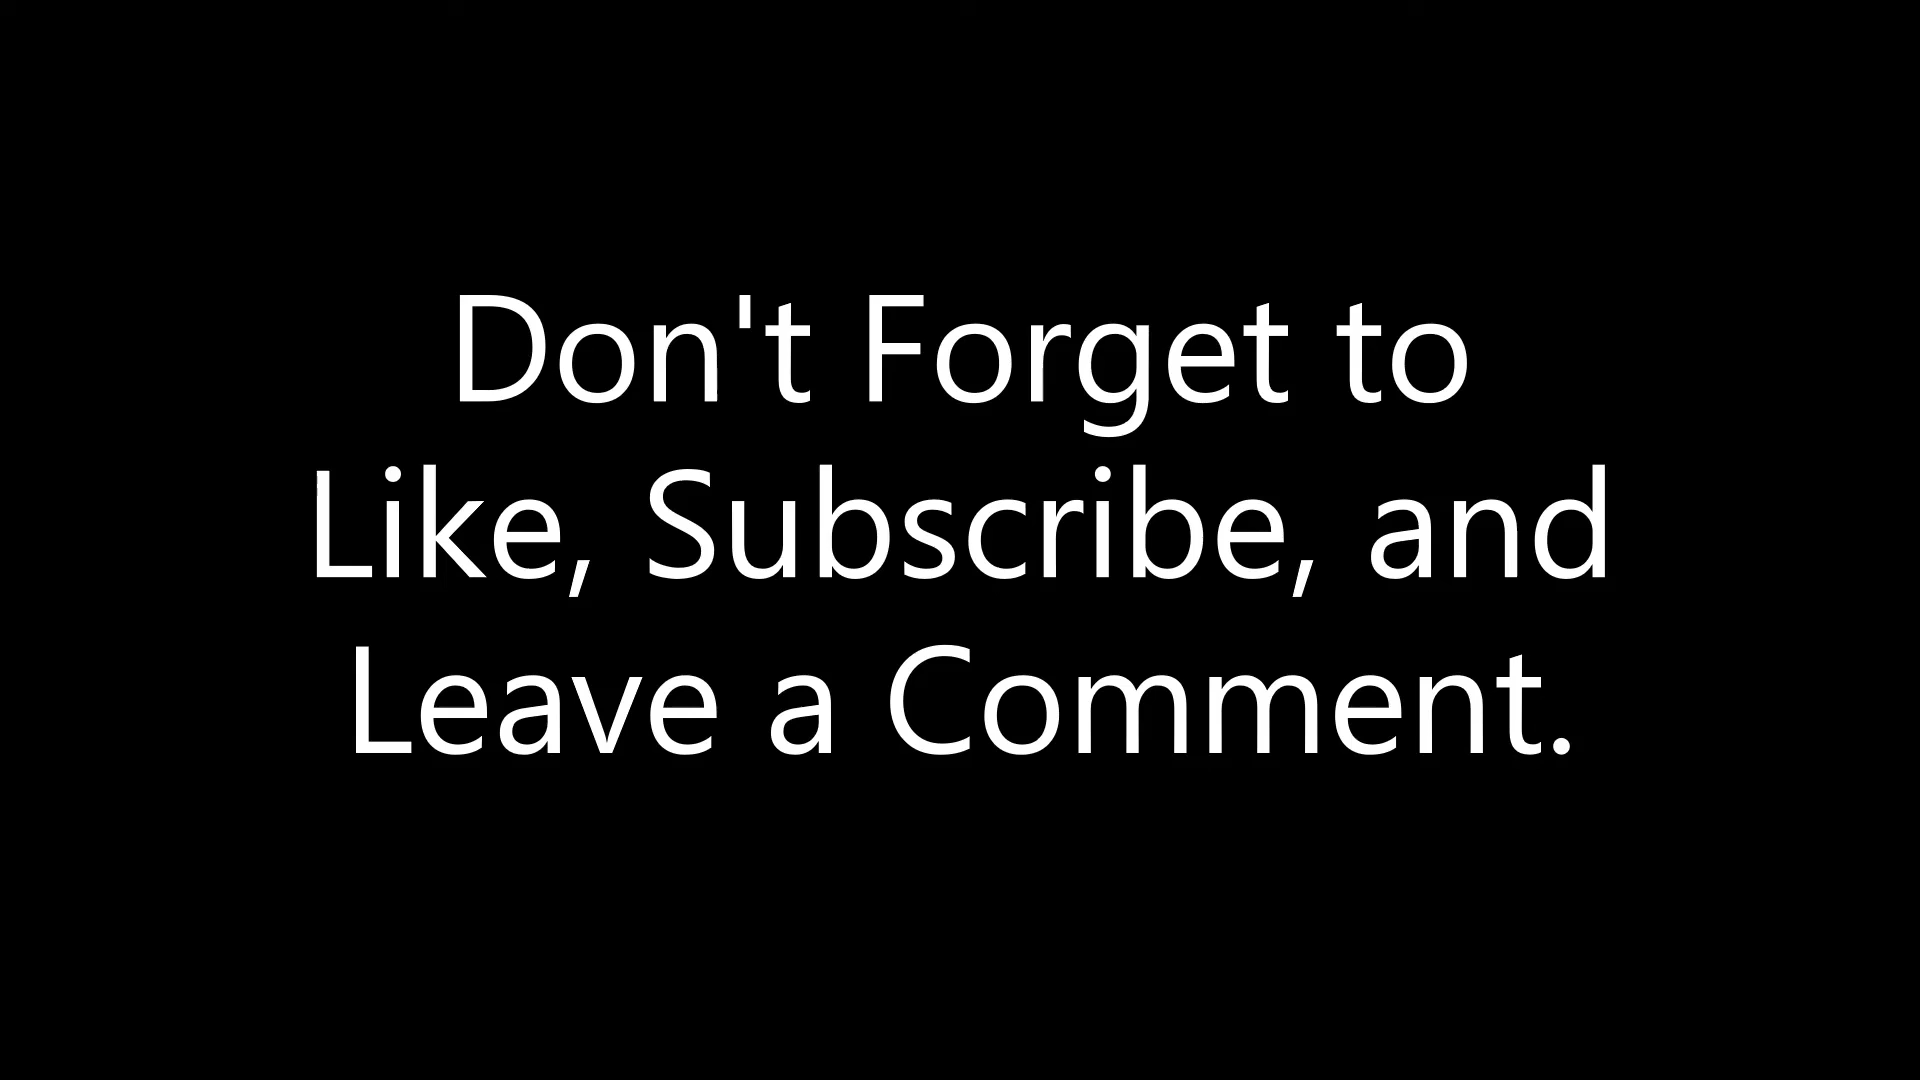 Don't Forget to
Like, Subscribe, and
Leave a Comment.